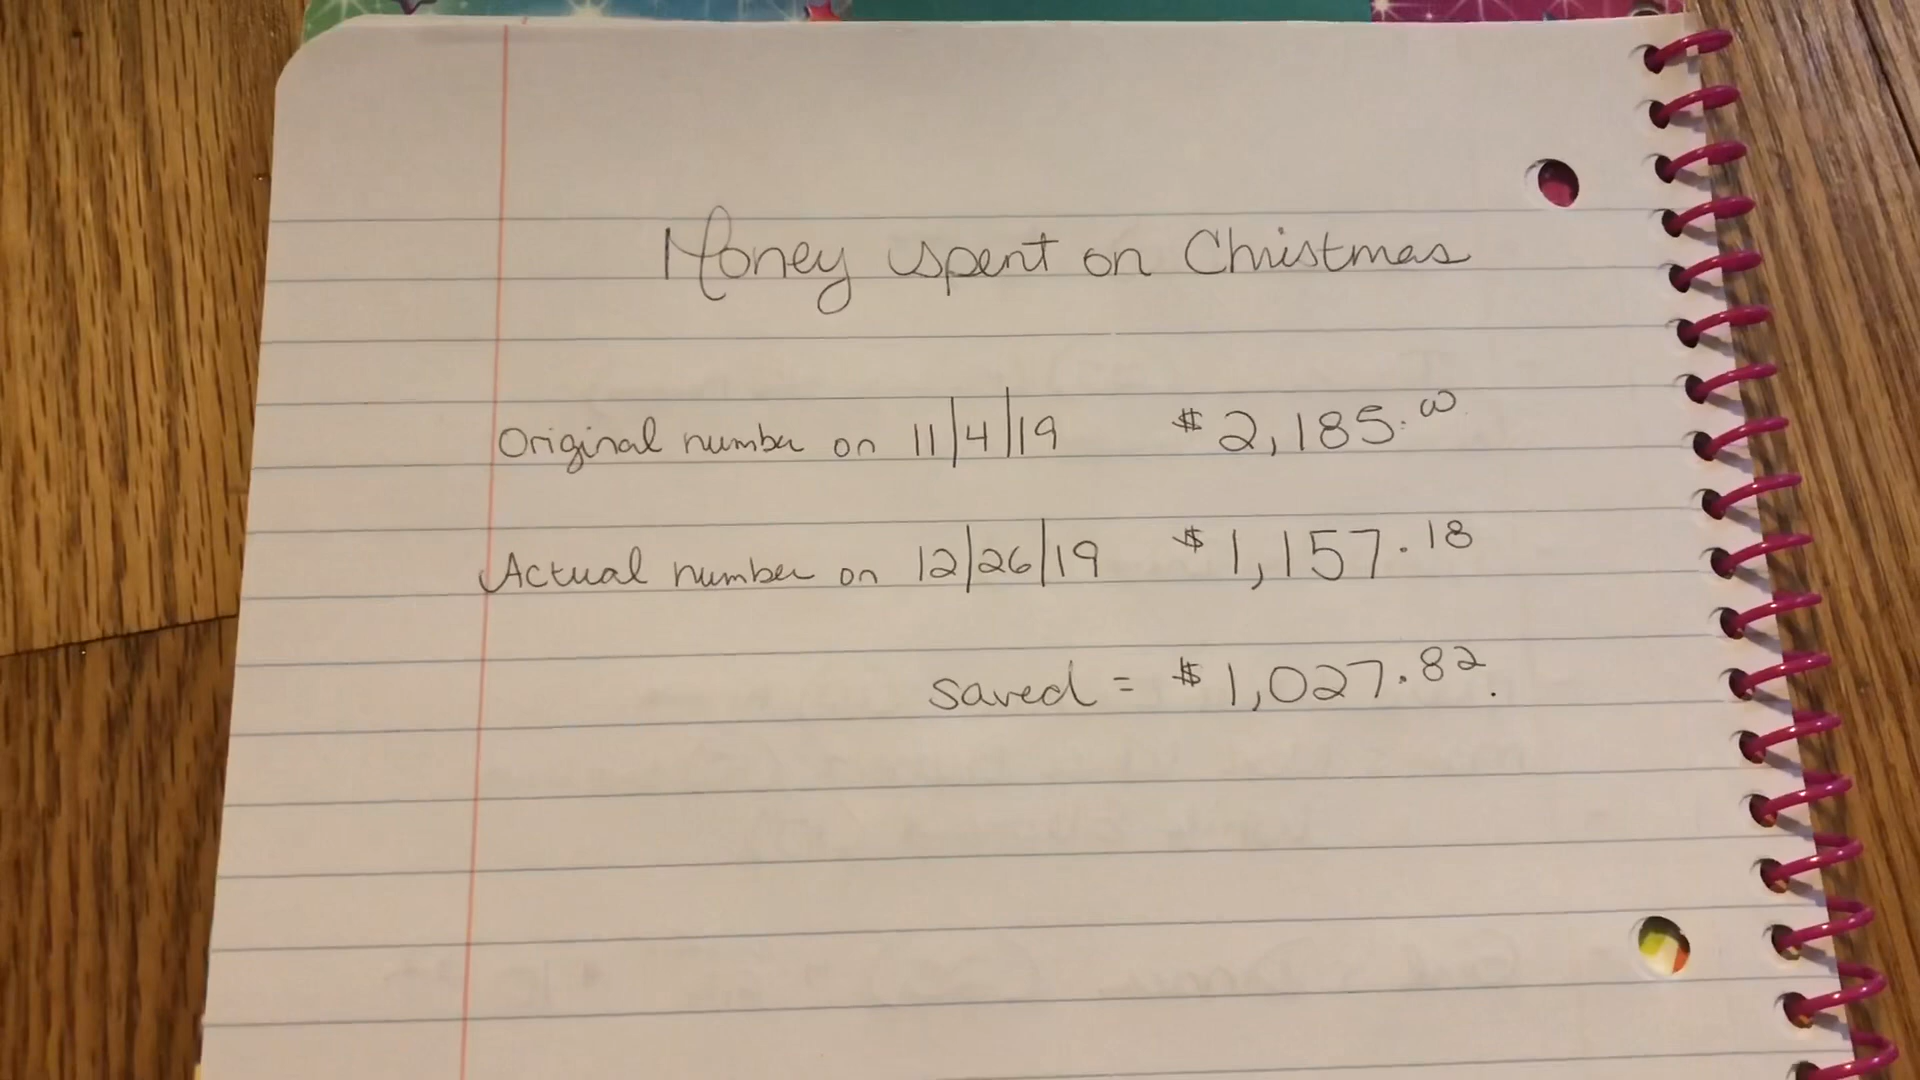 Money spent on Christmas
Original number on 11/4/19 $2,185.00
Actual number on 12/26/19 $1,157.18
saved = $1,027.82.